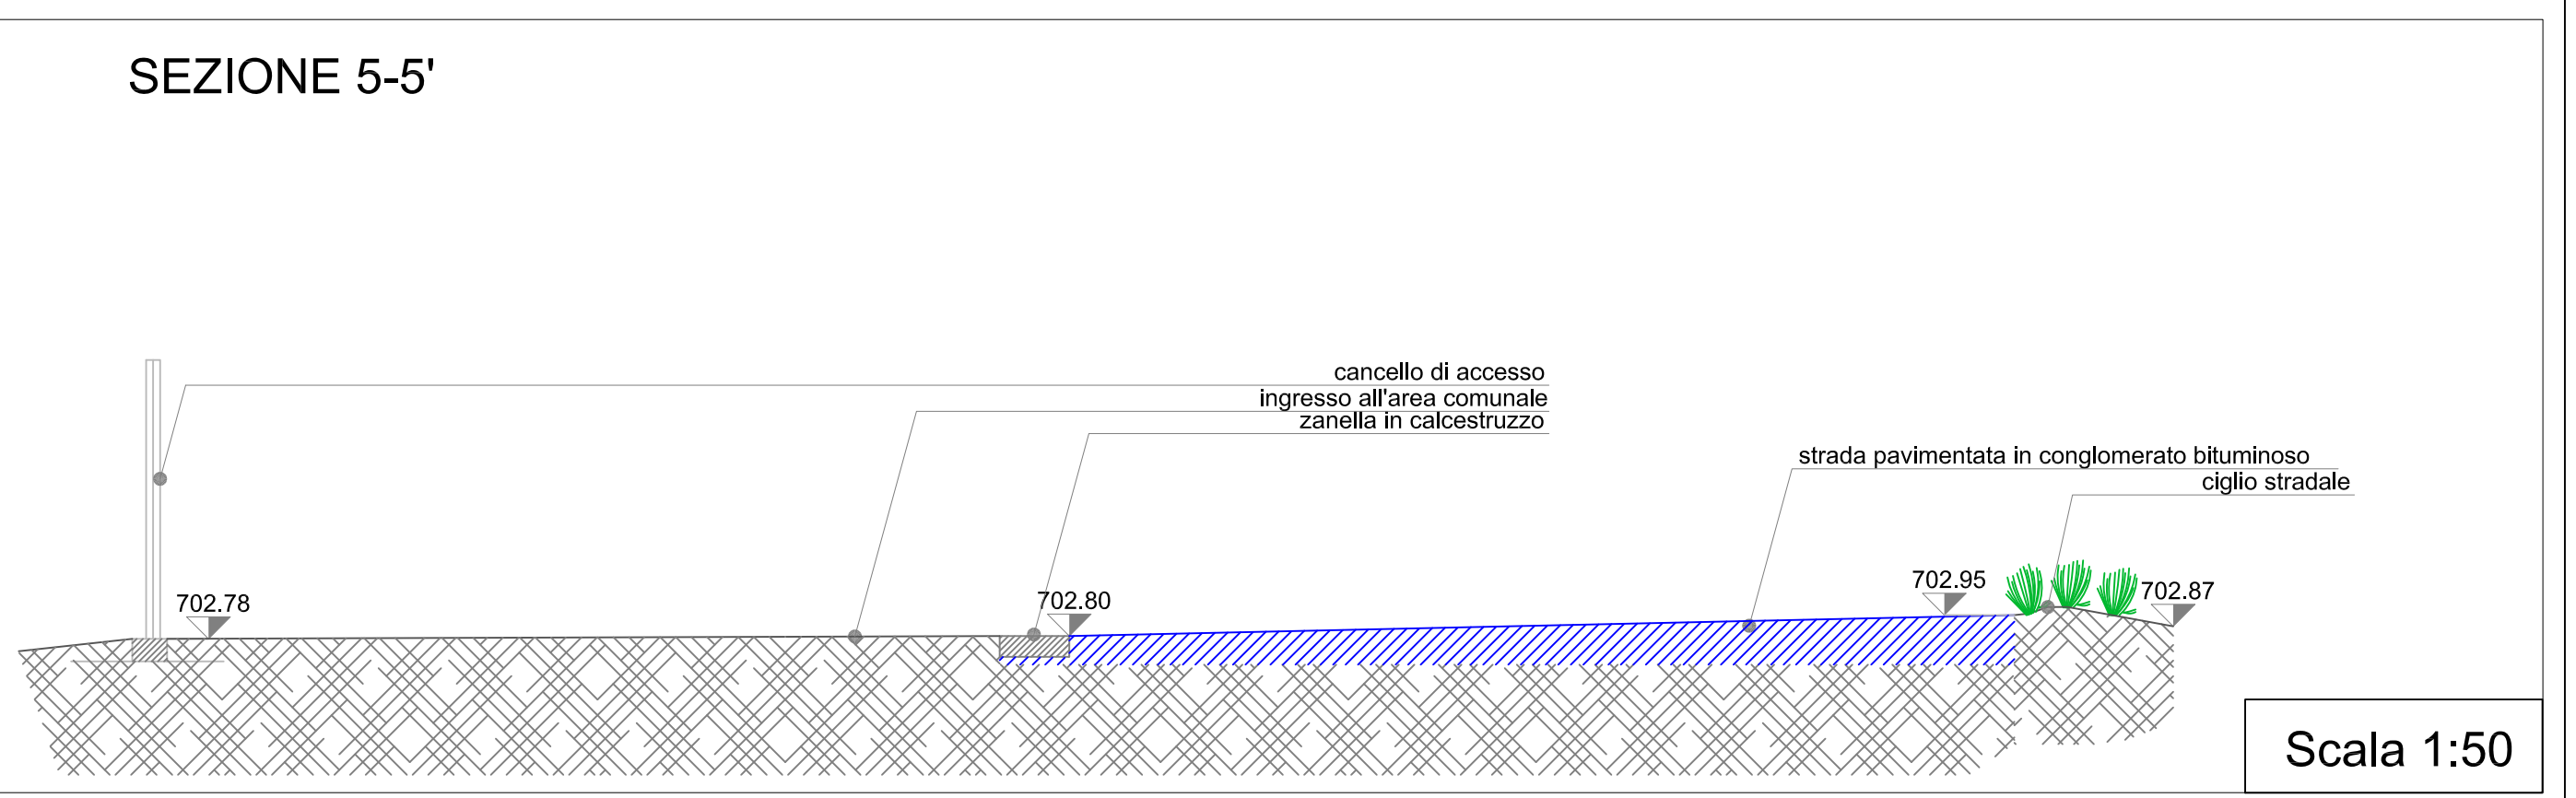 SEZIONE 5-5'
cancello di accesso
ingresso all'area comunale
zanella in calcestruzzo
strada pavimentata in conglomerato bituminoso
ciglio stradale
702.78
702.80
702.95
702.87
Scala 1:50